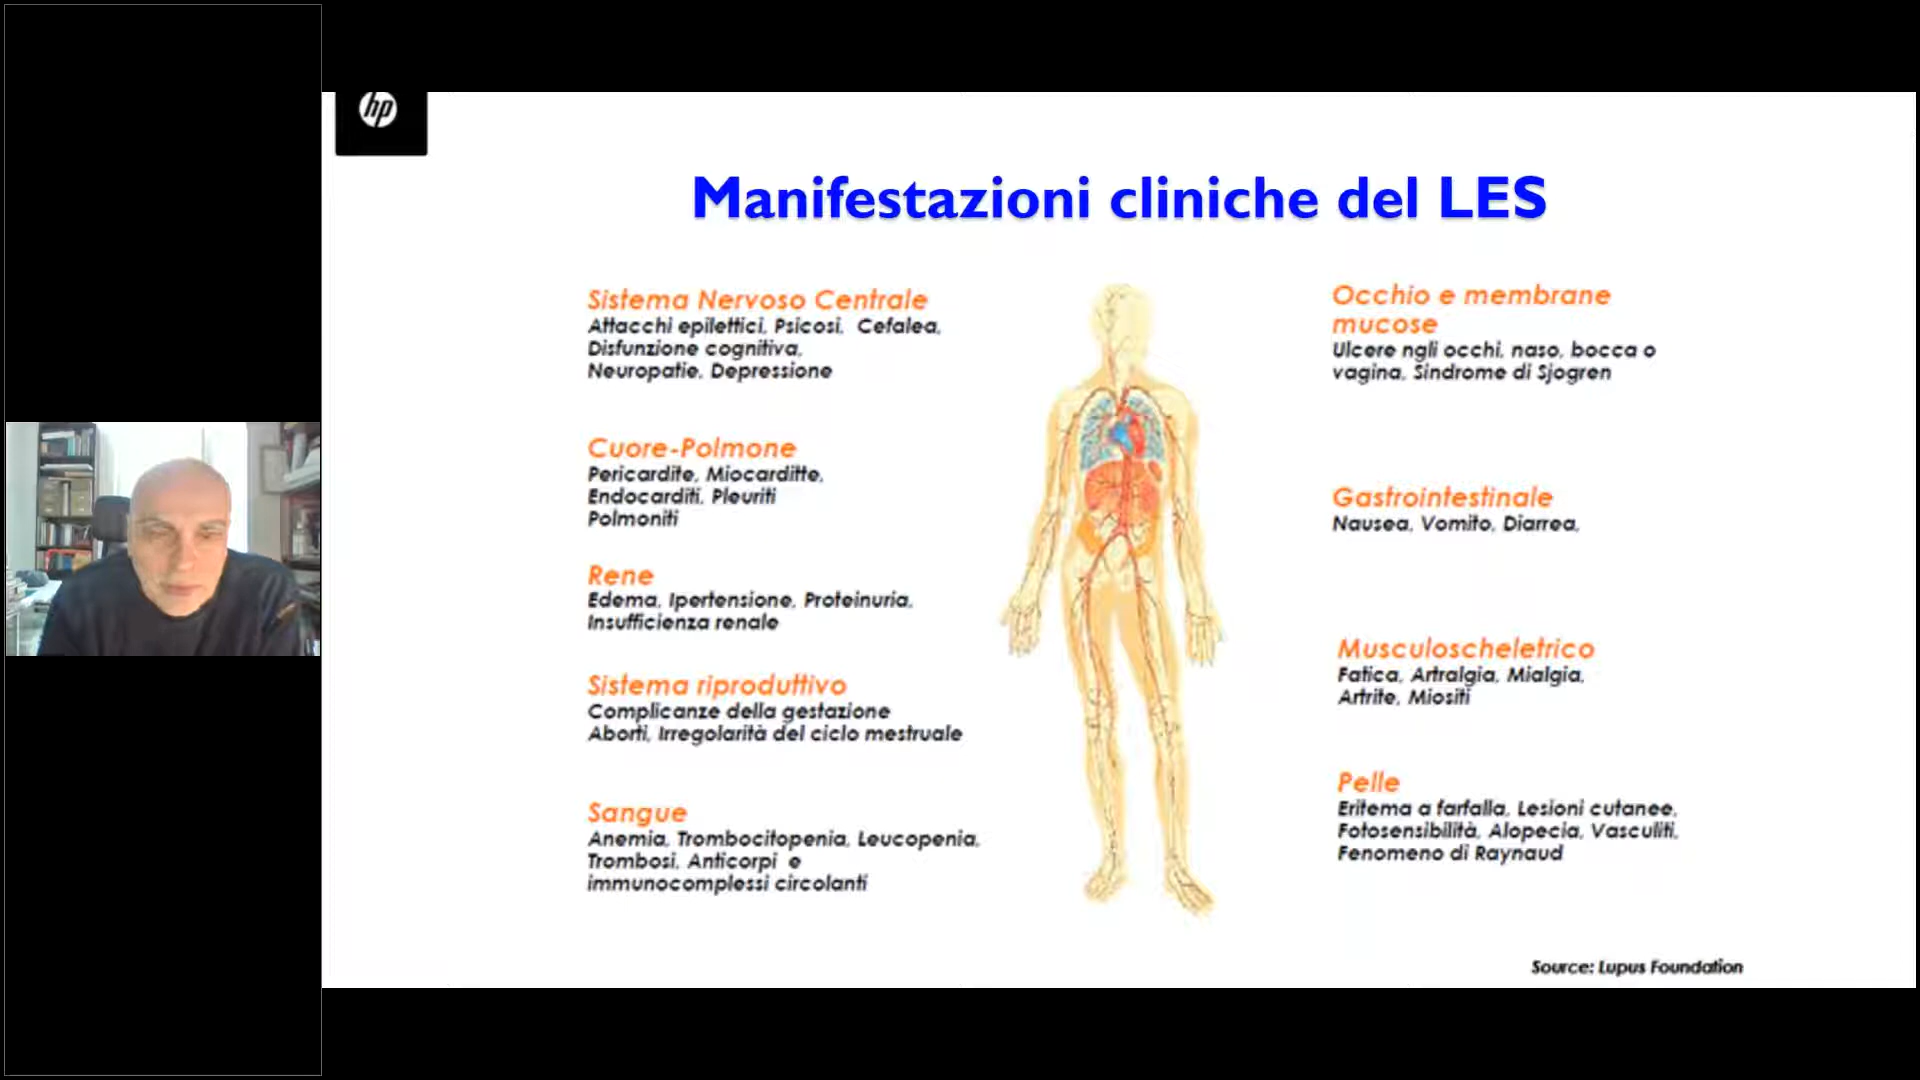 hp
Manifestazioni cliniche del LES
Sistema Nervoso Centrale
Attacchi epilettici, Psicosi, Cefalea,
Disfunzione cognitiva,
Neuropatie, Depressione
Cuore-Polmone
Pericardite, Miocarditte,
Endocarditi, Pleuriti
Polmoniti
Rene
Edema, Ipertensione, Proteinuria,
Insufficienza renale
Sistema riproduttivo
Complicanze della gestazione
Aborti, Irregolarità del ciclo mestruale
Sangue
Anemia, Trombocitopenia, Leucopenia,
Trombosi, Anticorpi e
immunocomplessi circolanti
Occhio e membrane
mucose
Ulcere ngli occhi, naso, bocca o
vagina, Sindrome di Sjogren
Gastrointestinale
Nausea, Vomito, Diarrea,
Musculoscheletrico
Fatica, Artralgia, Mialgia,
Artrite, Miositi
Pelle
Eritema a farfalla, Lesioni cutanee,
Fotosensibilità, Alopecia, Vasculiti,
Fenomeno di Raynaud
Source: Lupus Foundation